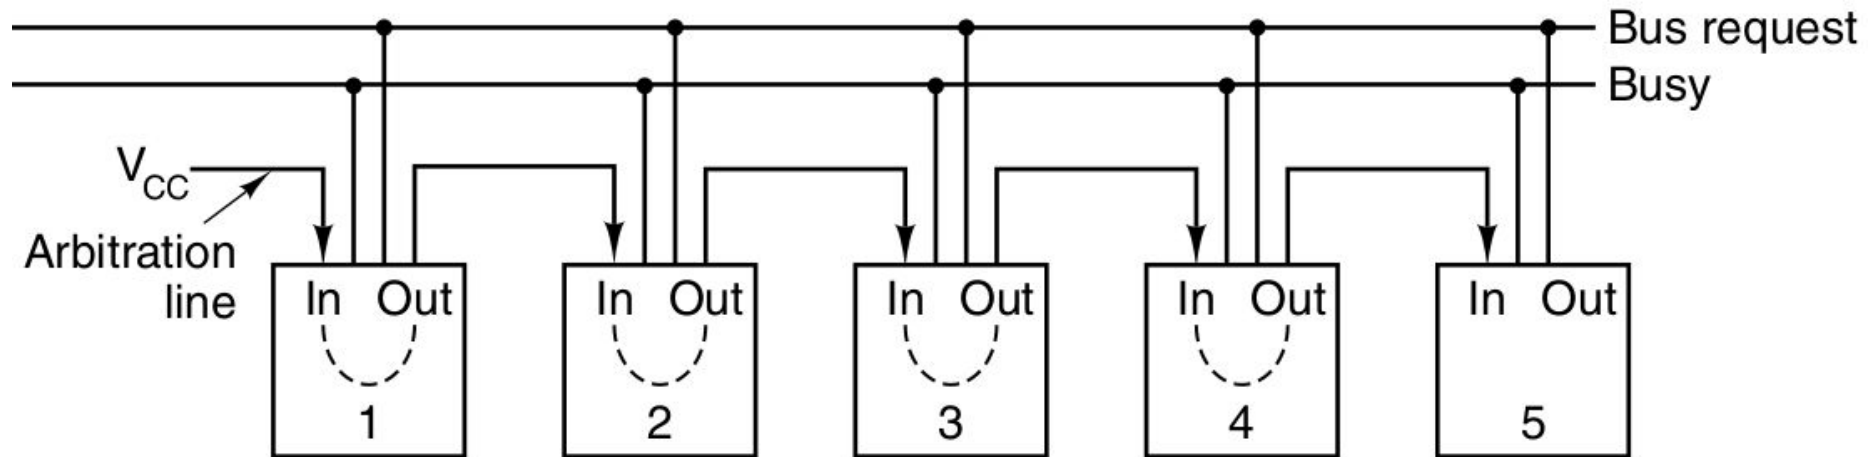 Bus request
Busy
V_CC
Arbitration
line
In Out In Out In Out In Out In Out
1 2 3 4 5